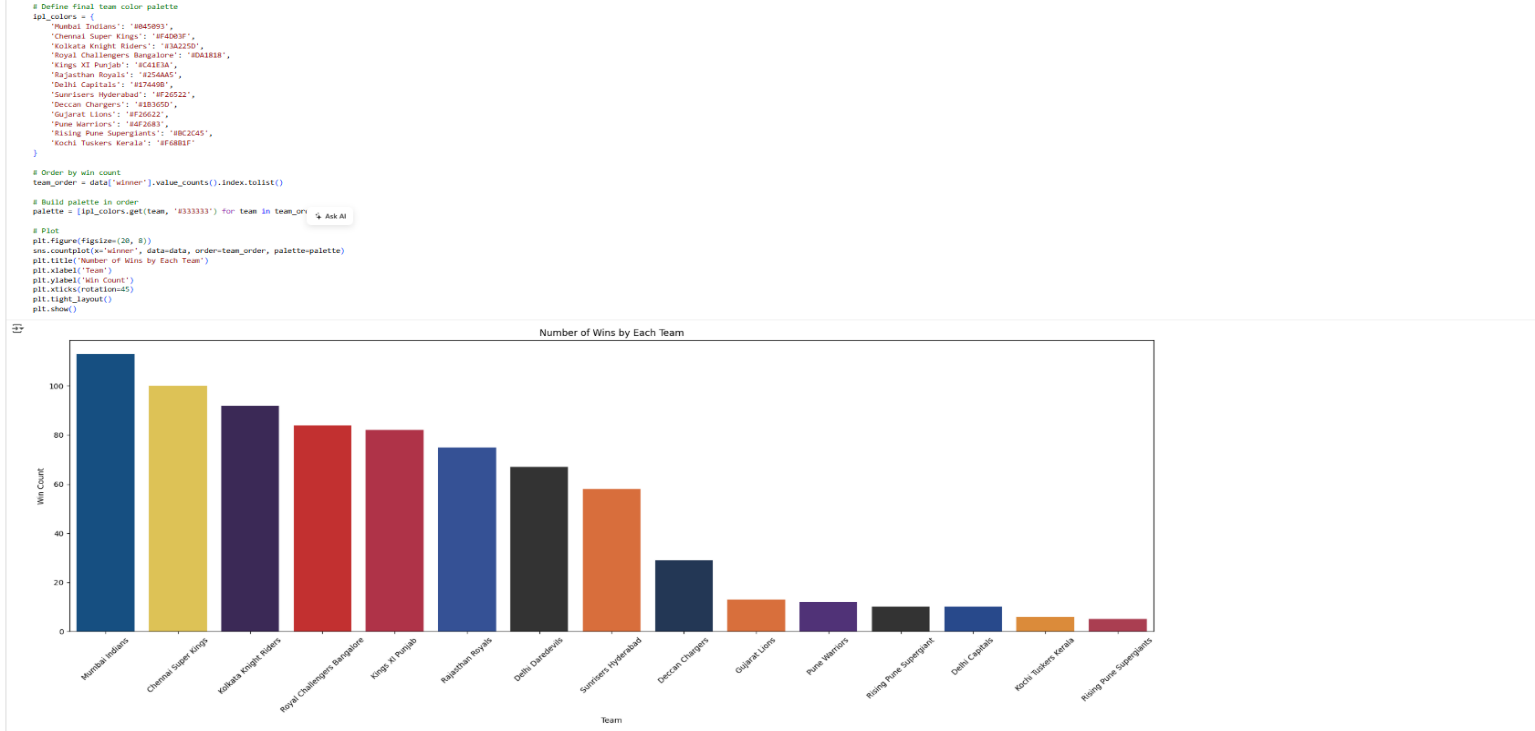 # Define final team color palette
ipl_colors = {
    'Mumbai Indians': '#045093',
    'Chennai Super Kings': '#F4D03F',
    'Kolkata Knight Riders': '#3A225D',
    'Royal Challengers Bangalore': '#DA1818',
    'Kings XI Punjab': '#C41E3A',
    'Rajasthan Royals': '#254AA5',
    'Delhi Capitals': '#17449B',
    'Sunrisers Hyderabad': '#F26522',
    'Deccan Chargers': '#1B365D',
    'Gujarat Lions': '#F26622',
    'Pune Warriors': '#4F2683',
    'Rising Pune Supergiants': '#BC2C45',
    'Kochi Tuskers Kerala': '#F68B1F'
}
# Order by win count
team_order = data['winner'].value_counts().index.tolist()
# Build palette in order
palette = [ipl_colors.get(team, '#333333') for team in team_or
Ask AI
# Plot
plt.figure(figsize=(20, 8))
sns.countplot(x='winner', data=data, order=team_order, palette=palette)
plt.title('Number of Wins by Each Team')
plt.xlabel('Team')
plt.ylabel('Win Count')
plt.xticks(rotation=45)
plt.tight_layout()
plt.show()
Number of Wins by Each Team
Win Count
100
80
60
40
20
0
Mumbai Indians
Chennai Super Kings
Kolkata Knight Riders
Royal Challengers Bangalore
Kings XI Punjab
Rajasthan Royals
Delhi Daredevils
Sunrisers Hyderabad
Deccan Chargers
Gujarat Lions
Pune Warriors
Rising Pune Supergiant
Delhi Capitals
Kochi Tuskers Kerala
Rising Pune Supergiants
Team